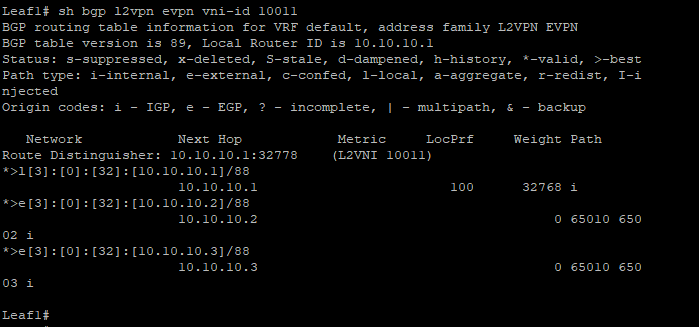 Leaf1# sh bgp l2vpn evpn vni-id 10011
BGP routing table information for VRF default, address family L2VPN EVPN
BGP table version is 89, Local Router ID is 10.10.10.1
Status: s-suppressed, x-deleted, S-stale, d-dampened, h-history, *-valid, >-best
Path type: i-internal, e-external, c-confed, l-local, a-aggregate, r-redist, I-i
njected
Origin codes: i - IGP, e - EGP, ? - incomplete, | - multipath, & - backup
   Network            Next Hop            Metric     LocPrf     Weight Path
Route Distinguisher: 10.10.10.1:32778    (L2VNI 10011)
*>l[3]:[0]:[32]:[10.10.10.1]/88
                      10.10.10.1                        100      32768 i
*>e[3]:[0]:[32]:[10.10.10.2]/88
                      10.10.10.2                                     0 65010 650
02 i
*>e[3]:[0]:[32]:[10.10.10.3]/88
                      10.10.10.3                                     0 65010 650
03 i
Leaf1#